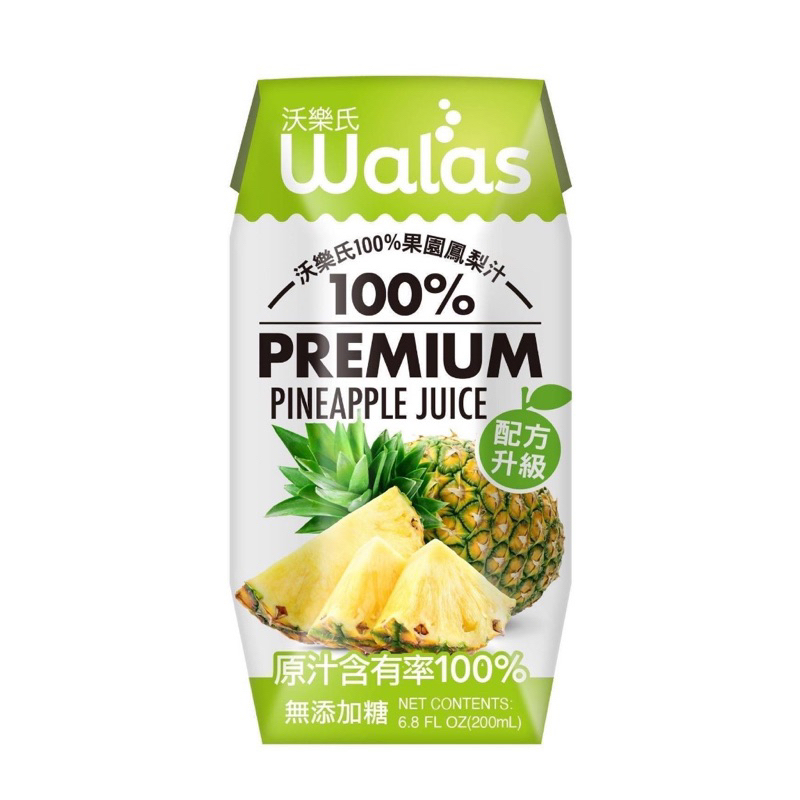 沃樂氏
Walas
沃樂氏100%果園鳳梨汁
100%
PREMIUM
PINEAPPLE JUICE
配方
升級
原汁含有率100%
無添加糖
NET CONTENTS:
6.8 FL OZ(200mL)